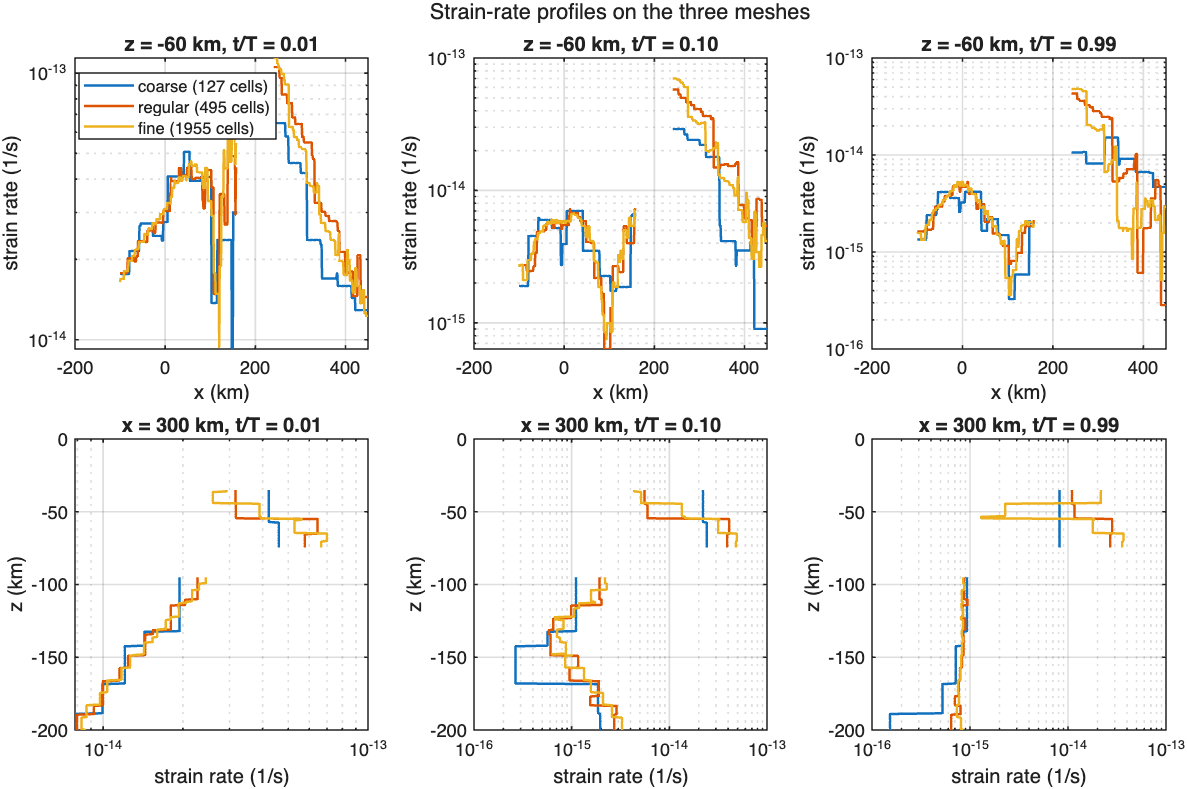 Strain-rate profiles on the three meshes
z = -60 km, t/T = 0.01
10-13
10-14
strain rate (1/s)
coarse (127 cells)
regular (495 cells)
fine (1955 cells)
-200 0 200 400
x (km)
z = -60 km, t/T = 0.10
10-13
10-14
10-15
strain rate (1/s)
-200 0 200 400
x (km)
z = -60 km, t/T = 0.99
10-13
10-14
10-15
10-16
strain rate (1/s)
-200 0 200 400
x (km)
x = 300 km, t/T = 0.01
0
-50
-100
-150
-200
z (km)
10-14 10-13
strain rate (1/s)
x = 300 km, t/T = 0.10
0
-50
-100
-150
-200
z (km)
10-16 10-15 10-14 10-13
strain rate (1/s)
x = 300 km, t/T = 0.99
0
-50
-100
-150
-200
z (km)
10-16 10-15 10-14 10-13
strain rate (1/s)